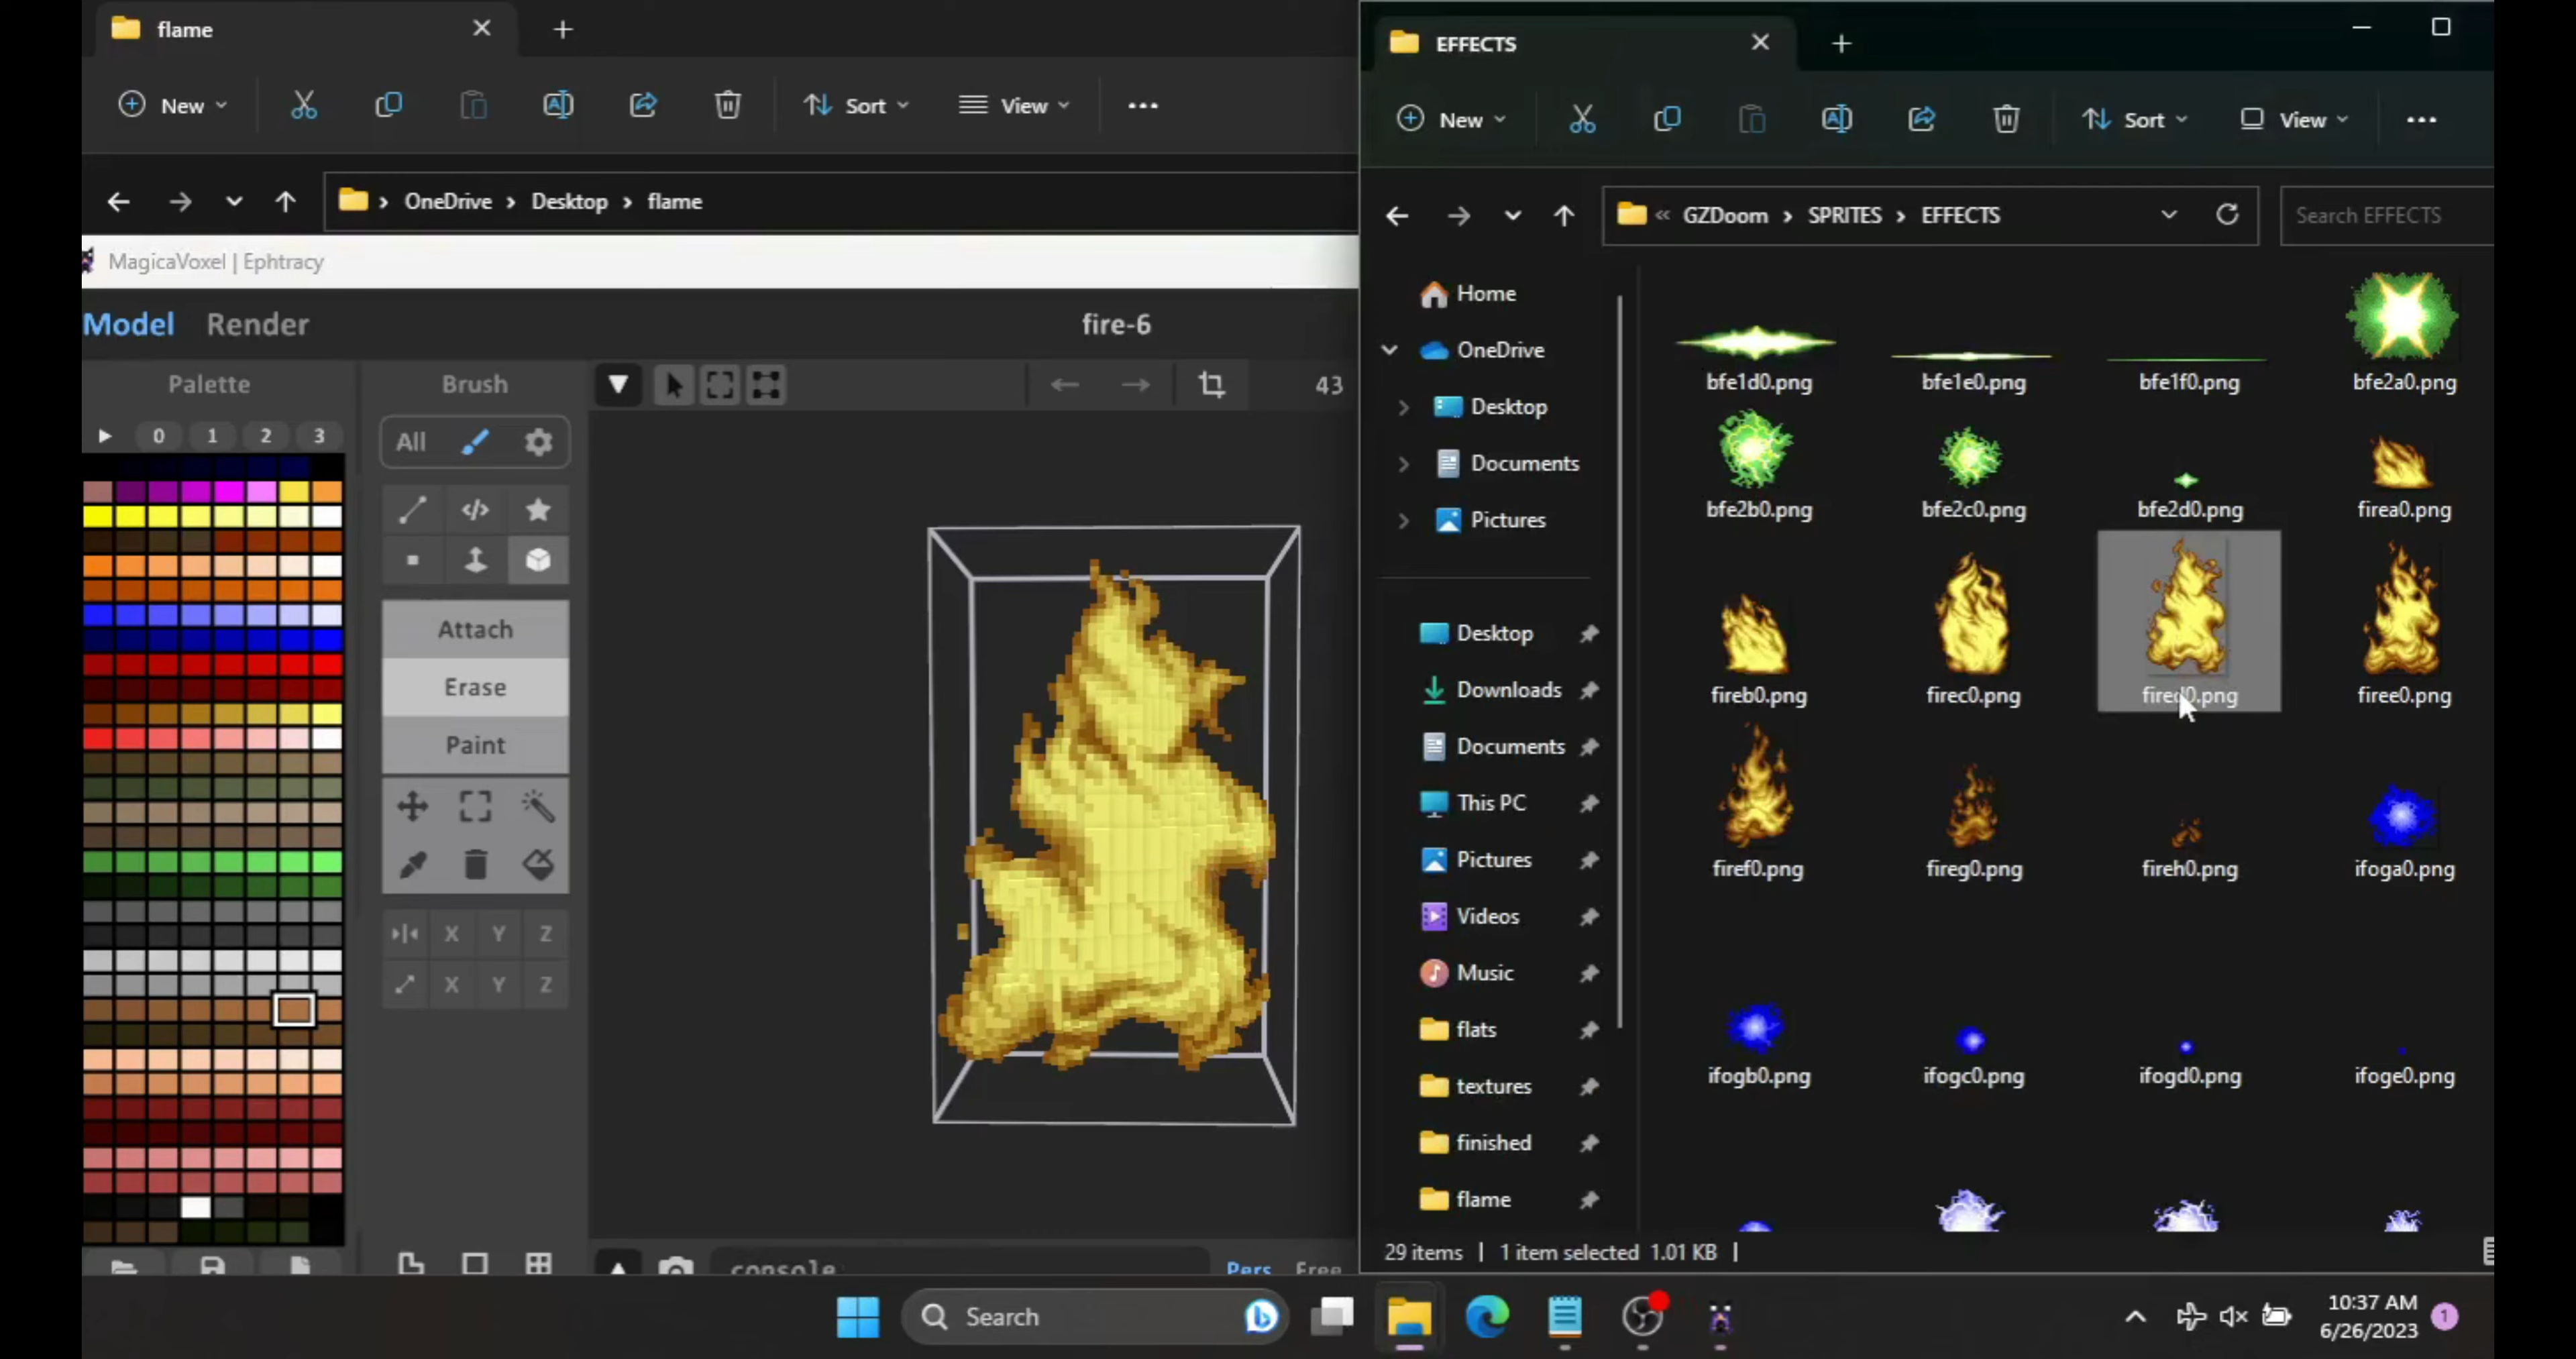 flame
New
Sort
View
OneDrive
Desktop
flame
MagicaVoxel | Ephtracy
Model
Render
fire-6
Palette
Brush
43
0
1
2
3
All
Attach
Erase
Paint
X
Y
Z
X
Y
Z
console
Pers
Free
EFFECTS
New
Sort
View
GZDoom
SPRITES
EFFECTS
Search EFFECTS
Home
OneDrive
Desktop
Documents
Pictures
Desktop
Downloads
Documents
This PC
Pictures
Videos
Music
flats
textures
finished
flame
bfe1d0.png
bfe1e0.png
bfe1f0.png
bfe2a0.png
bfe2b0.png
bfe2c0.png
bfe2d0.png
firea0.png
fireb0.png
firec0.png
fired0.png
firee0.png
firef0.png
fireg0.png
fireh0.png
ifoga0.png
ifogb0.png
ifogc0.png
ifogd0.png
ifoge0.png
29 items | 1 item selected 1.01 KB |
Search
10:37 AM
6/26/2023
1